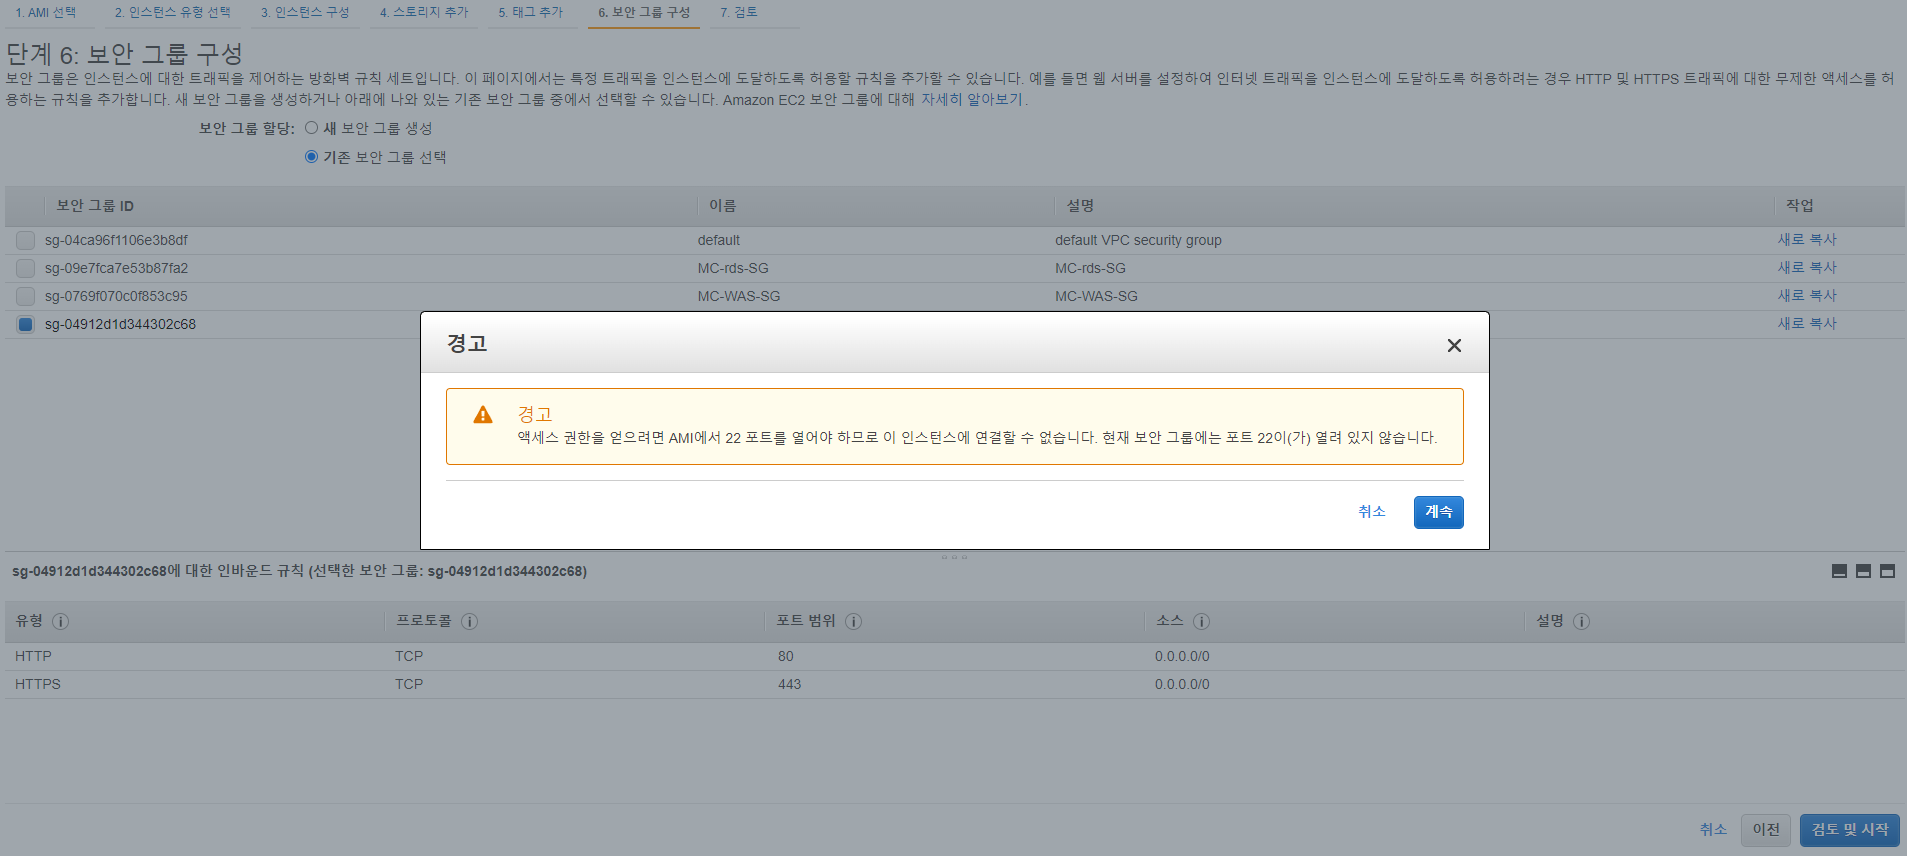 1. AMI 선택 2. 인스턴스 유형 선택 3. 인스턴스 구성 4. 스토리지 추가 5. 태그 추가 6. 보안 그룹 구성 7. 검토
단계 6: 보안 그룹 구성
보안 그룹은 인스턴스에 대한 트래픽을 제어하는 방화벽 규칙 세트입니다. 이 페이지에서는 특정 트래픽을 인스턴스에 도달하도록 허용할 규칙을 추가할 수 있습니다. 예를 들면 웹 서버를 설정하여 인터넷 트래픽을 인스턴스에 도달하도록 허용하려는 경우 HTTP 및 HTTPS 트래픽에 대한 무제한 액세스를 허
용하는 규칙을 추가합니다. 새 보안 그룹을 생성하거나 아래에 나와 있는 기존 보안 그룹 중에서 선택할 수 있습니다. Amazon EC2 보안 그룹에 대해 자세히 알아보기.
보안 그룹 할당: 새 보안 그룹 생성
기존 보안 그룹 선택
보안 그룹 ID 이름 설명 작업
sg-04ca96f1106e3b8df default default VPC security group 새로 복사
sg-09e7fca7e53b87fa2 MC-rds-SG MC-rds-SG 새로 복사
sg-0769f070c0f853c95 MC-WAS-SG MC-WAS-SG 새로 복사
sg-04912d1d344302c68 새로 복사
경고
경고
액세스 권한을 얻으려면 AMI에서 22 포트를 열어야 하므로 이 인스턴스에 연결할 수 없습니다. 현재 보안 그룹에는 포트 22이(가) 열려 있지 않습니다.
취소 계속
sg-04912d1d344302c68에 대한 인바운드 규칙 (선택한 보안 그룹: sg-04912d1d344302c68)
유형 프로토콜 포트 범위 소스 설명
HTTP TCP 80 0.0.0.0/0
HTTPS TCP 443 0.0.0.0/0
취소 이전 검토 및 시작